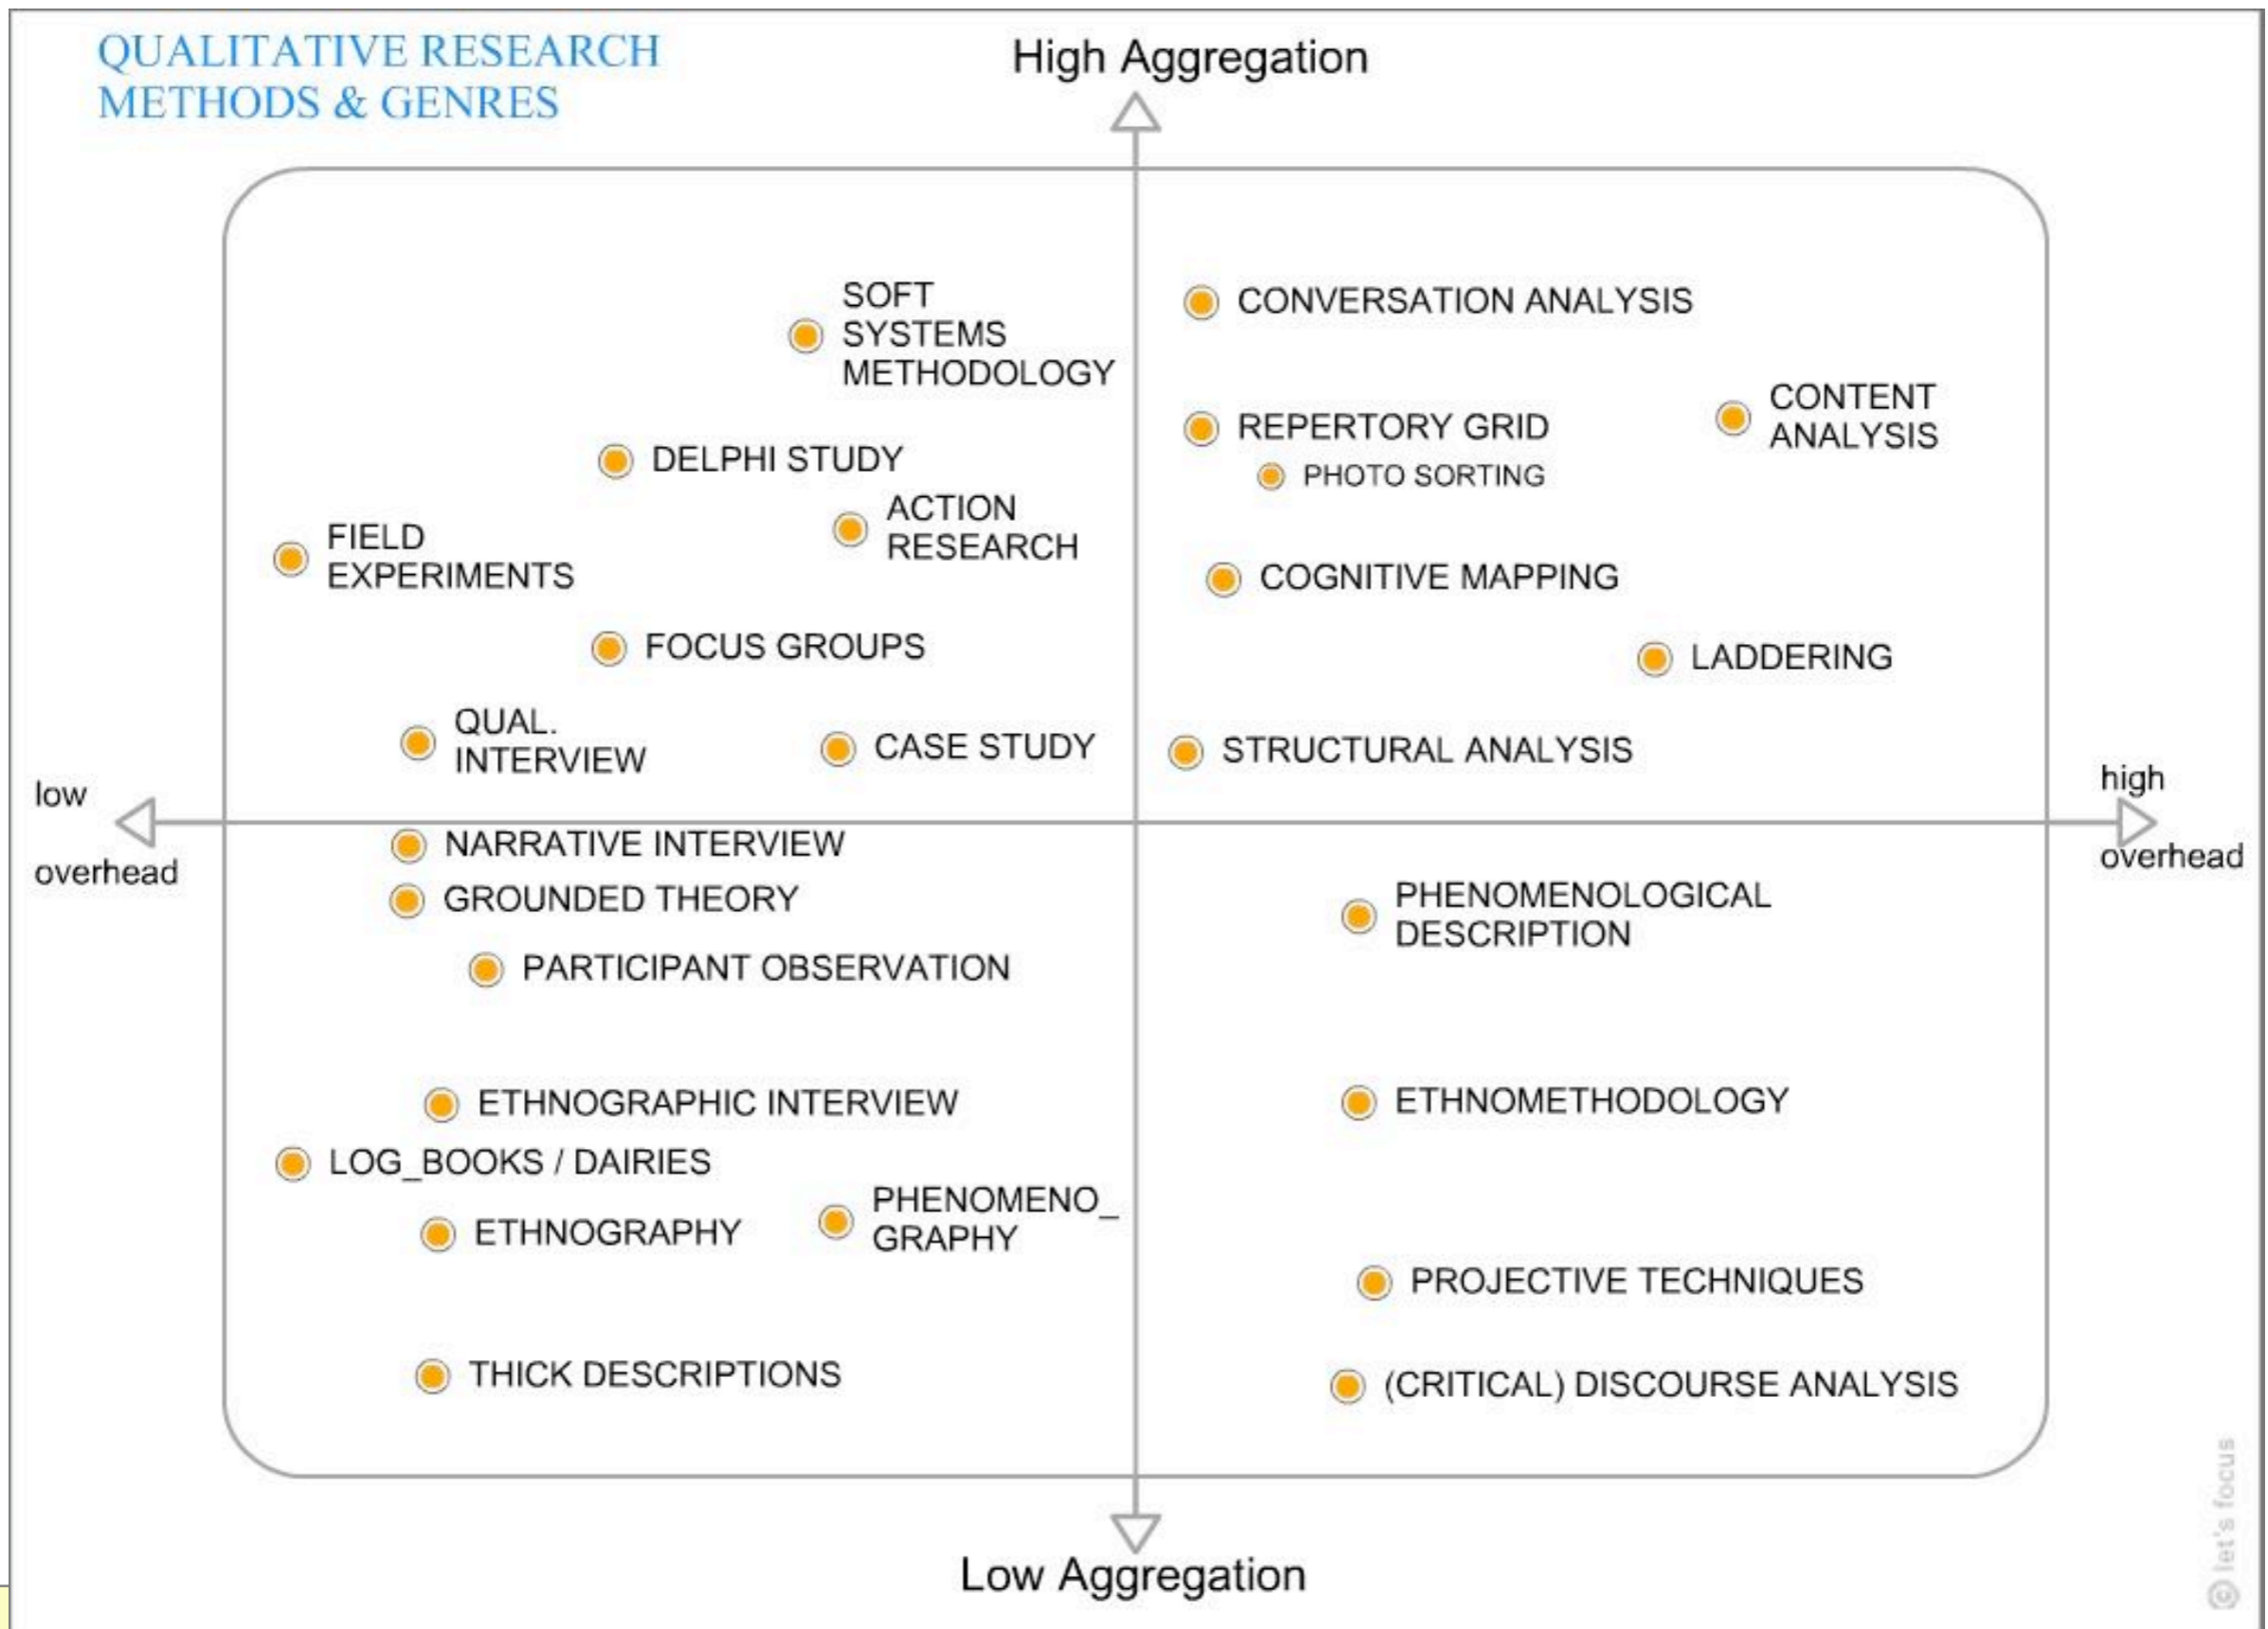 QUALITATIVE RESEARCH
METHODS & GENRES
High Aggregation
SOFT
SYSTEMS
METHODOLOGY
CONVERSATION ANALYSIS
CONTENT
ANALYSIS
REPERTORY GRID
PHOTO SORTING
DELPHI STUDY
ACTION
RESEARCH
FIELD
EXPERIMENTS
COGNITIVE MAPPING
FOCUS GROUPS
LADDERING
QUAL.
INTERVIEW
CASE STUDY
STRUCTURAL ANALYSIS
low
overhead
high
overhead
NARRATIVE INTERVIEW
GROUNDED THEORY
PHENOMENOLOGICAL
DESCRIPTION
PARTICIPANT OBSERVATION
ETHNOGRAPHIC INTERVIEW
ETHNOMETHODOLOGY
LOG_BOOKS / DAIRIES
PHENOMENO_
GRAPHY
ETHNOGRAPHY
PROJECTIVE TECHNIQUES
THICK DESCRIPTIONS
(CRITICAL) DISCOURSE ANALYSIS
Low Aggregation
© let's focus